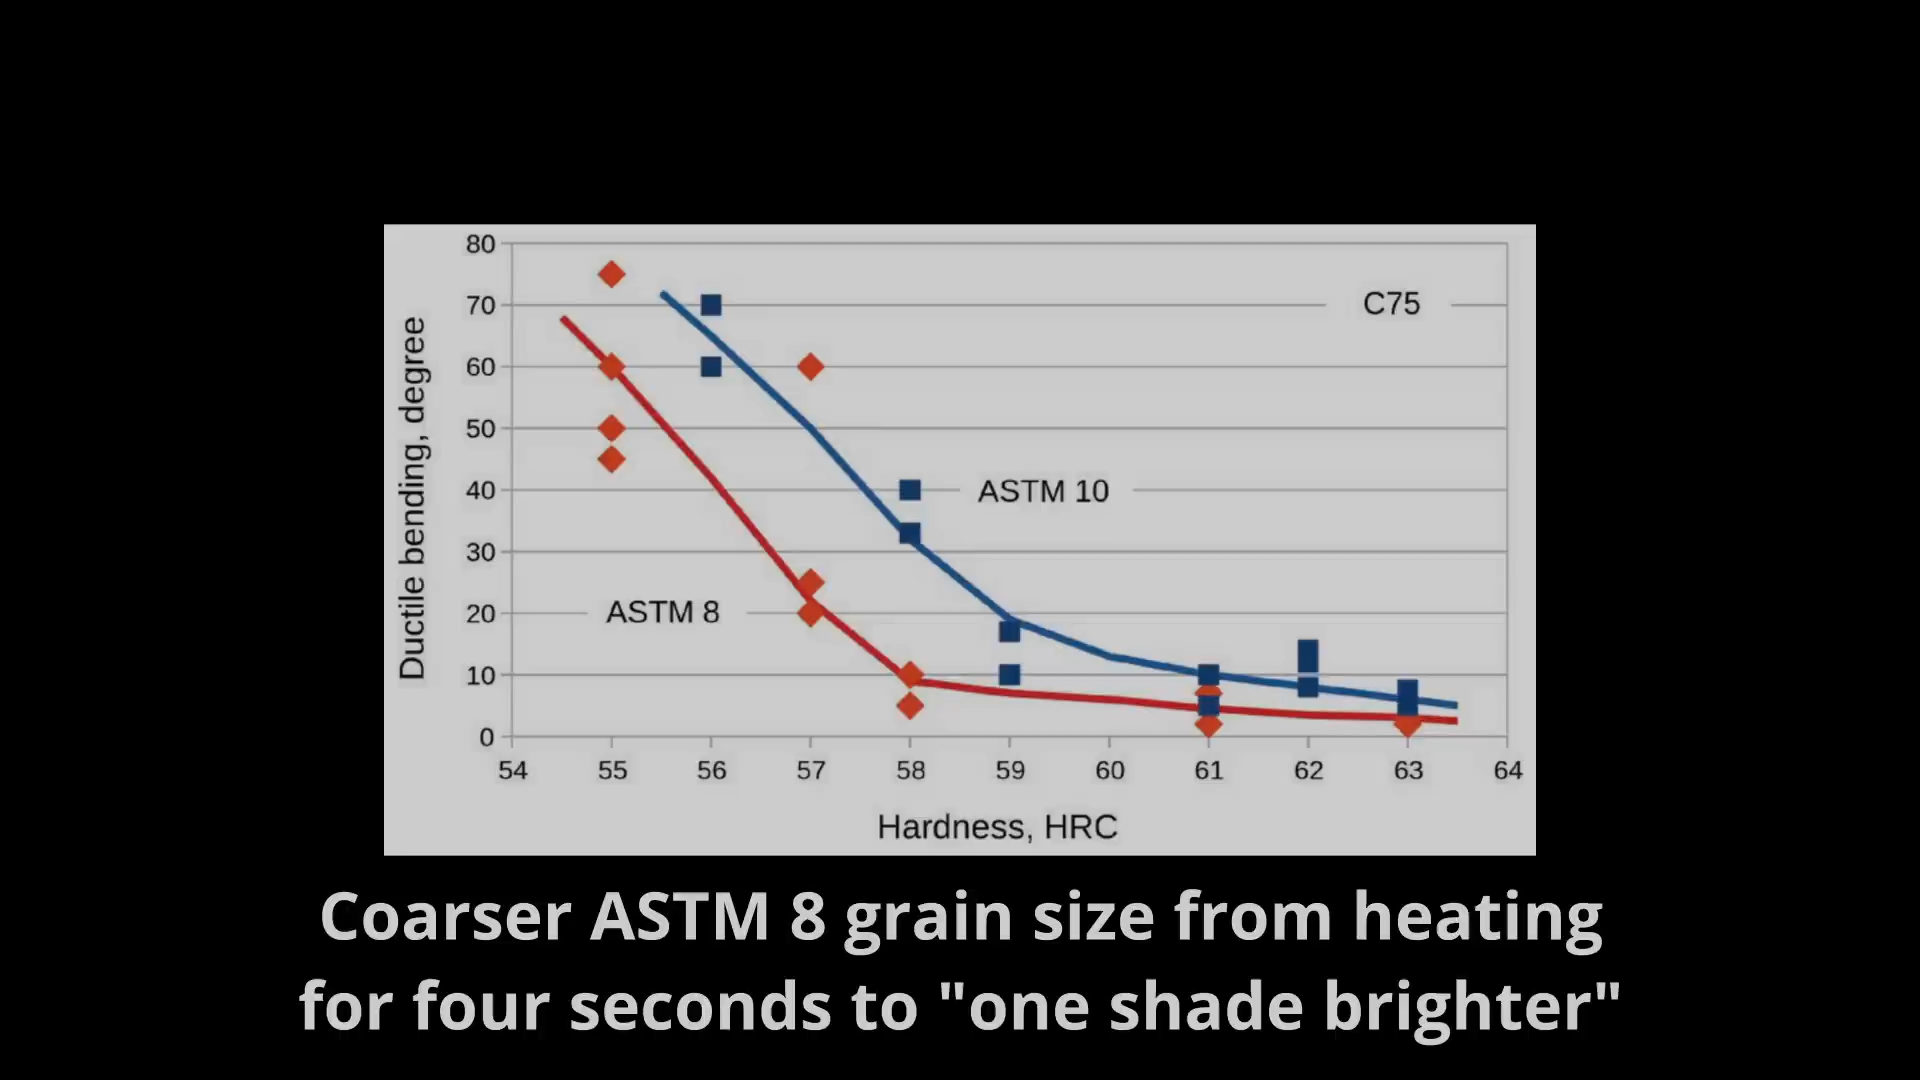 80
70
60
50
40
30
20
10
0
Ductile bending, degree
C75
ASTM 10
ASTM 8
54 55 56 57 58 59 60 61 62 63 64
Hardness, HRC
Coarser ASTM 8 grain size from heating
for four seconds to "one shade brighter"